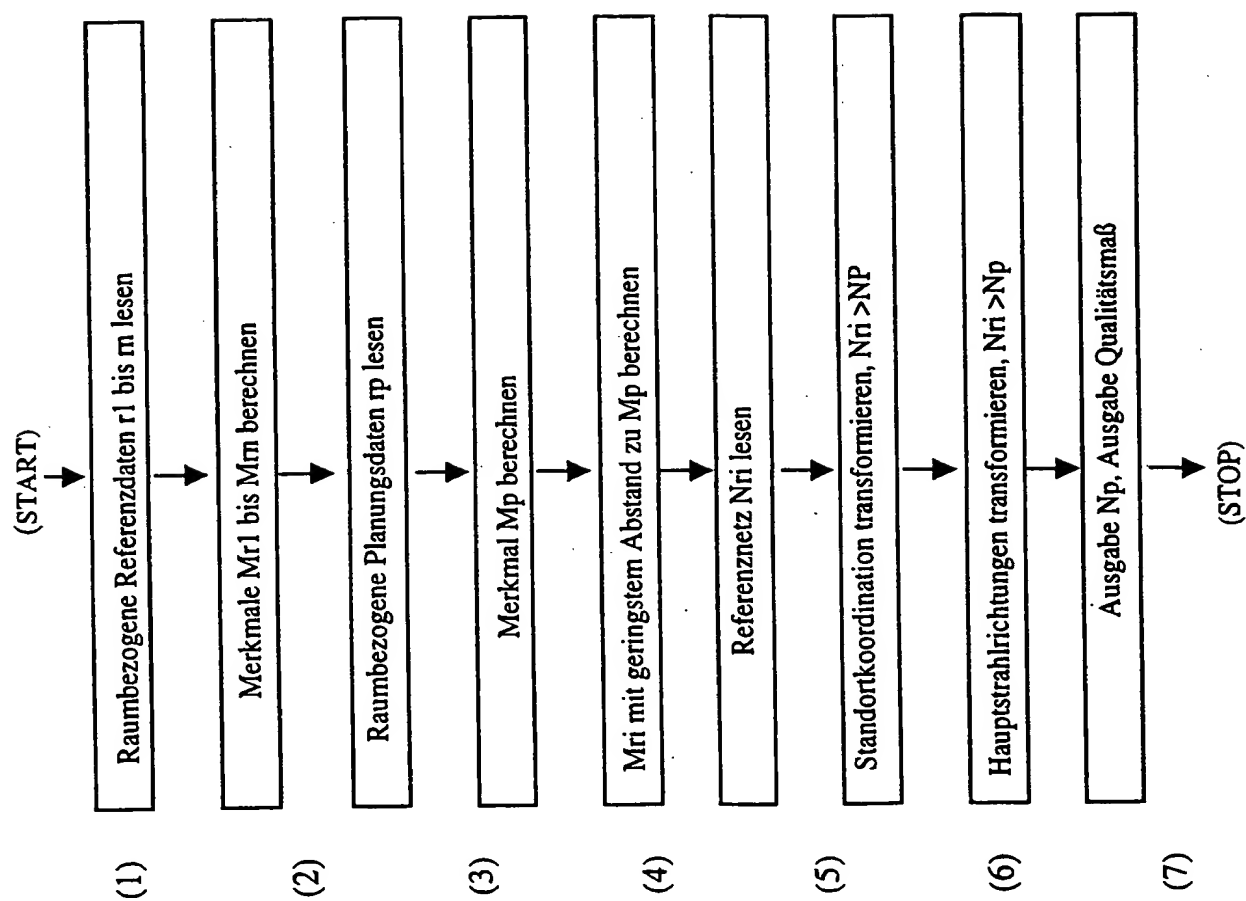 (START)
(1)
Raumbezogene Referenzdaten r1 bis rn lesen
Merkmale Mr1 bis Mrn berechnen
(2)
Raumbezogene Planungsdaten rp lesen
(3)
Merkmal Mp berechnen
(4)
Mri mit geringstem Abstand zu Mp berechnen
Referenznetz Nri lesen
(5)
Standortkoordination transformieren, Nri >NP
(6)
Hauptstrahlrichtungen transformieren, Nri >Np
Ausgabe Np, Ausgabe Qualitätsmaß
(7)
(STOP)